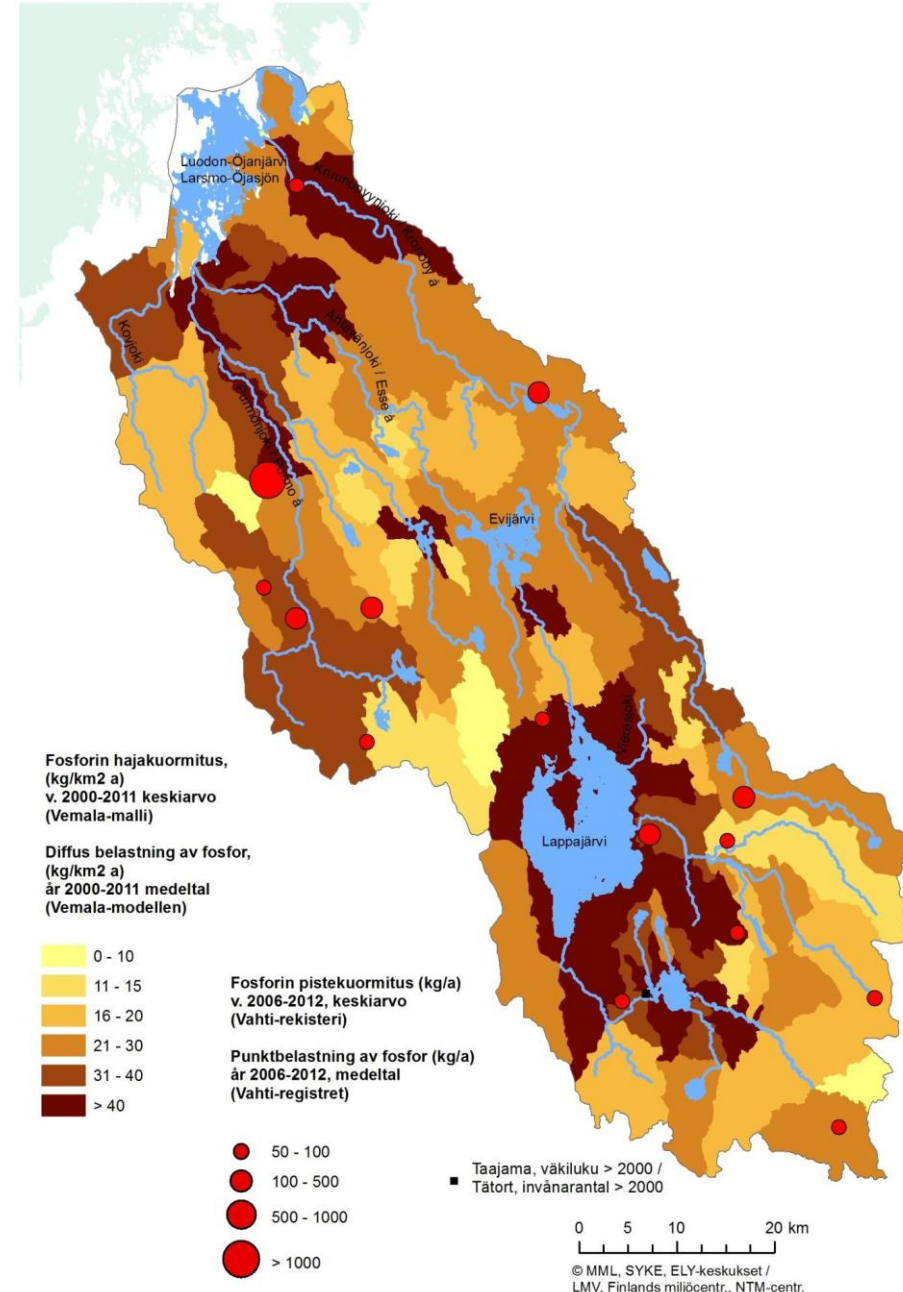 Luodon-Öjanjärvi
Larsmo-Öjasjön
Kruunupyynjoki / Kronoby å
Kovjoki
Ähtävänjoki / Esse å
Purmonjoki / Purmo å
Evijärvi
Vieresjoki
Lappajärvi
Fosforin hajakuormitus,
(kg/km2 a)
v. 2000-2011 keskiarvo
(Vemala-malli)
Diffus belastning av fosfor,
(kg/km2 a)
år 2000-2011 medeltal
(Vemala-modellen)
0 - 10
11 - 15
16 - 20
21 - 30
31 - 40
> 40
Fosforin pistekuormitus (kg/a)
v. 2006-2012, keskiarvo
(Vahti-rekisteri)
Punktbelastning av fosfor (kg/a)
år 2006-2012, medeltal
(Vahti-registret)
50 - 100
100 - 500
500 - 1000
> 1000
Taajama, väkiluku > 2000 /
Tätort, invånarantal > 2000
0 5 10 20 km
© MML, SYKE, ELY-keskukset /
LMV, Finlands miljöcentr., NTM-centr.